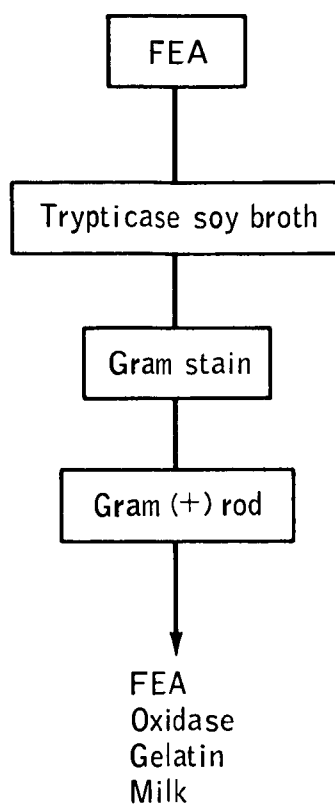 FEA
Trypticase soy broth
Gram stain
Gram (+) rod
FEA
Oxidase
Gelatin
Milk